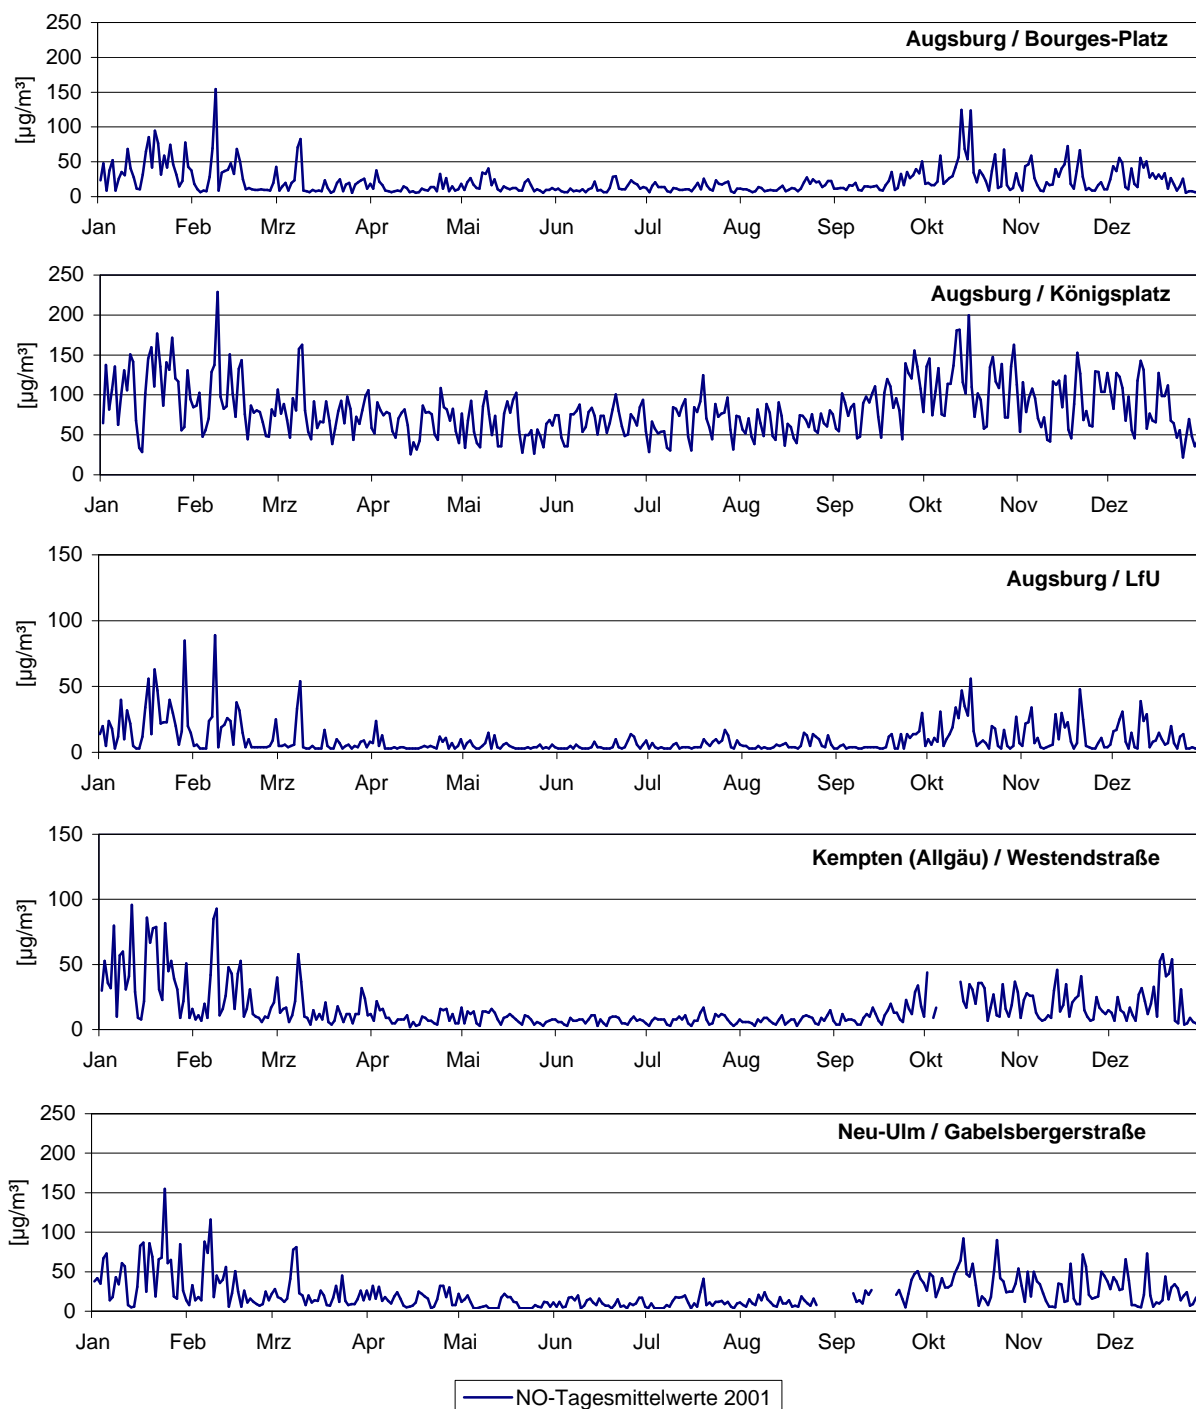 250
Augsburg / Bourges-Platz
200
150
100
50
0
[µg/m³]
Jan Feb Mrz Apr Mai Jun Jul Aug Sep Okt Nov Dez
250
Augsburg / Königsplatz
200
150
100
50
0
[µg/m³]
Jan Feb Mrz Apr Mai Jun Jul Aug Sep Okt Nov Dez
150
Augsburg / LfU
100
50
0
[µg/m³]
Jan Feb Mrz Apr Mai Jun Jul Aug Sep Okt Nov Dez
150
Kempten (Allgäu) / Westendstraße
100
50
0
[µg/m³]
Jan Feb Mrz Apr Mai Jun Jul Aug Sep Okt Nov Dez
250
Neu-Ulm / Gabelsbergerstraße
200
150
100
50
0
[µg/m³]
Jan Feb Mrz Apr Mai Jun Jul Aug Sep Okt Nov Dez
NO-Tagesmittelwerte 2001